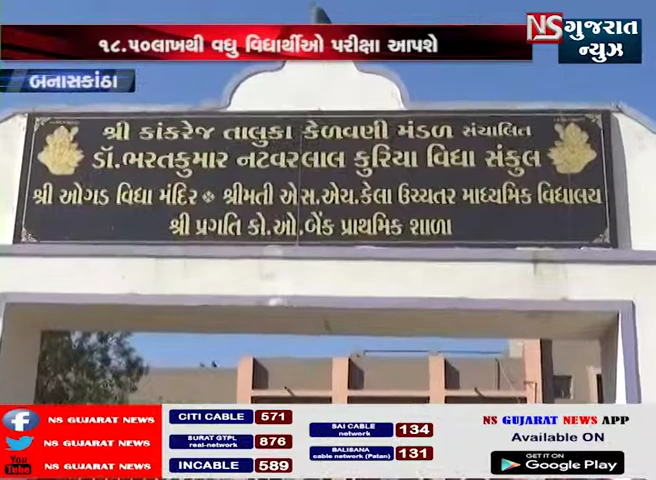 ૧૮.૫૦લાખથી વધુ વિદ્યાર્થીઓ પરીક્ષા આપશે
NS ગુજરાત
ન્યુઝ
બનાસકાંઠા
શ્રી કાંકરેજ તાલુકા કેળવણી મંડળ સંચાલિત
ડૉ.ભરતકુમાર નટવરલાલ કુરિયા વિદ્યા સંકુલ
શ્રી ઓગડ વિદ્યા મંદિર ❖ શ્રીમતી એસ.એચ.કેલા ઉચ્ચતર માધ્યમિક વિદ્યાલય
શ્રી પ્રગતિ કો.ઓ.બેંક પ્રાથમિક શાળા
NS GUJARAT NEWS
NS GUJARAT NEWS
You Tube NS GUJARAT NEWS
CITI CABLE 571
SURAT GTPL real-network 876
INCABLE 589
SAI CABLE network 134
BALISANA cable network (Patan) 131
NS GUJARAT NEWS APP
Available ON
GET IT ON
Google Play